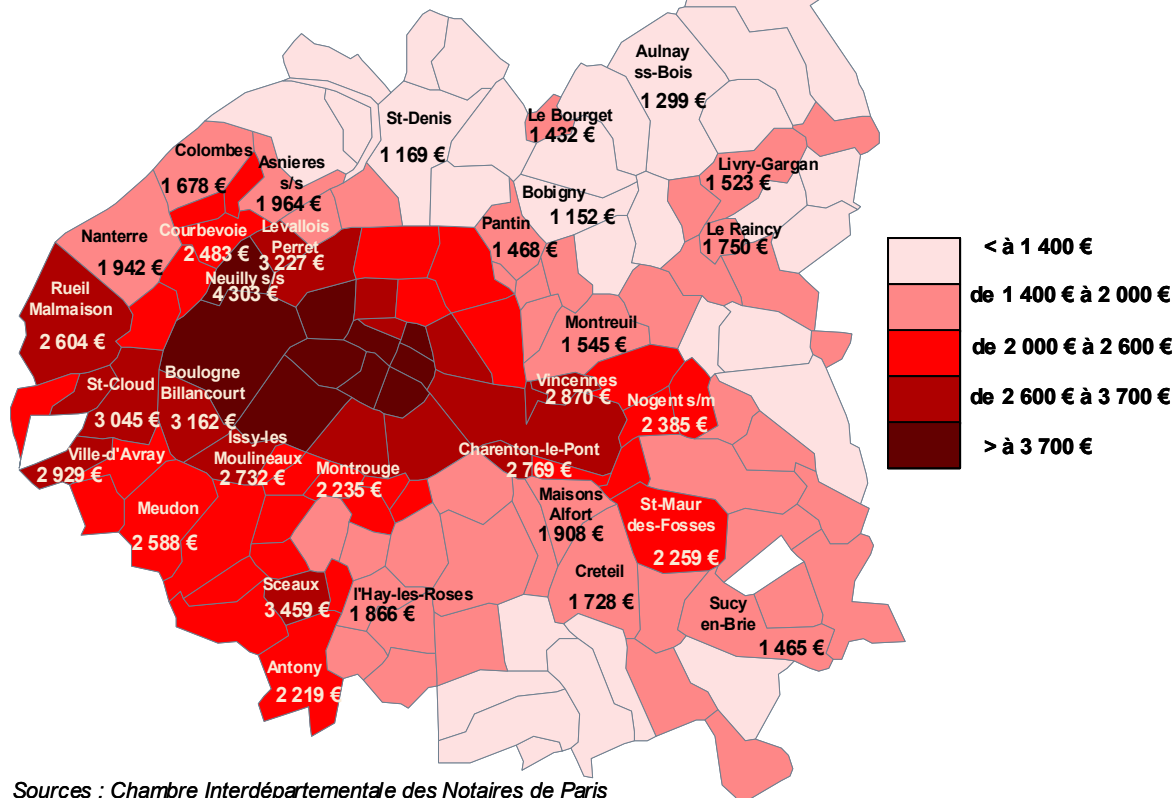 Aulnay
ss-Bois
1 299 €
St-Denis
1 169 €
Le Bourget
1 432 €
Colombes
1 678 €
Asnieres
s/s
1 964 €
Livry-Gargan
1 523 €
Bobigny
1 152 €
Pantin
1 468 €
Le Raincy
1 750 €
Nanterre
1 942 €
Courbevoie
2 483 €
Levallois
Perret
3 227 €
Neuilly s/s
4 303 €
Rueil
Malmaison
2 604 €
Montreuil
1 545 €
St-Cloud
3 045 €
Boulogne
Billancourt
3 162 €
Vincennes
2 870 €
Nogent s/m
2 385 €
Ville-d'Avray
2 929 €
Issy-les
Moulineaux
2 732 €
Montrouge
2 235 €
Charenton-le-Pont
2 769 €
Meudon
2 588 €
Maisons
Alfort
1 908 €
St-Maur
des-Fosses
2 259 €
Sceaux
3 459 €
l'Hay-les-Roses
1 866 €
Creteil
1 728 €
Sucy
en-Brie
1 465 €
Antony
2 219 €
< à 1 400 €
de 1 400 € à 2 000 €
de 2 000 € à 2 600 €
de 2 600 € à 3 700 €
> à 3 700 €
Sources : Chambre Interdépartementale des Notaires de Paris